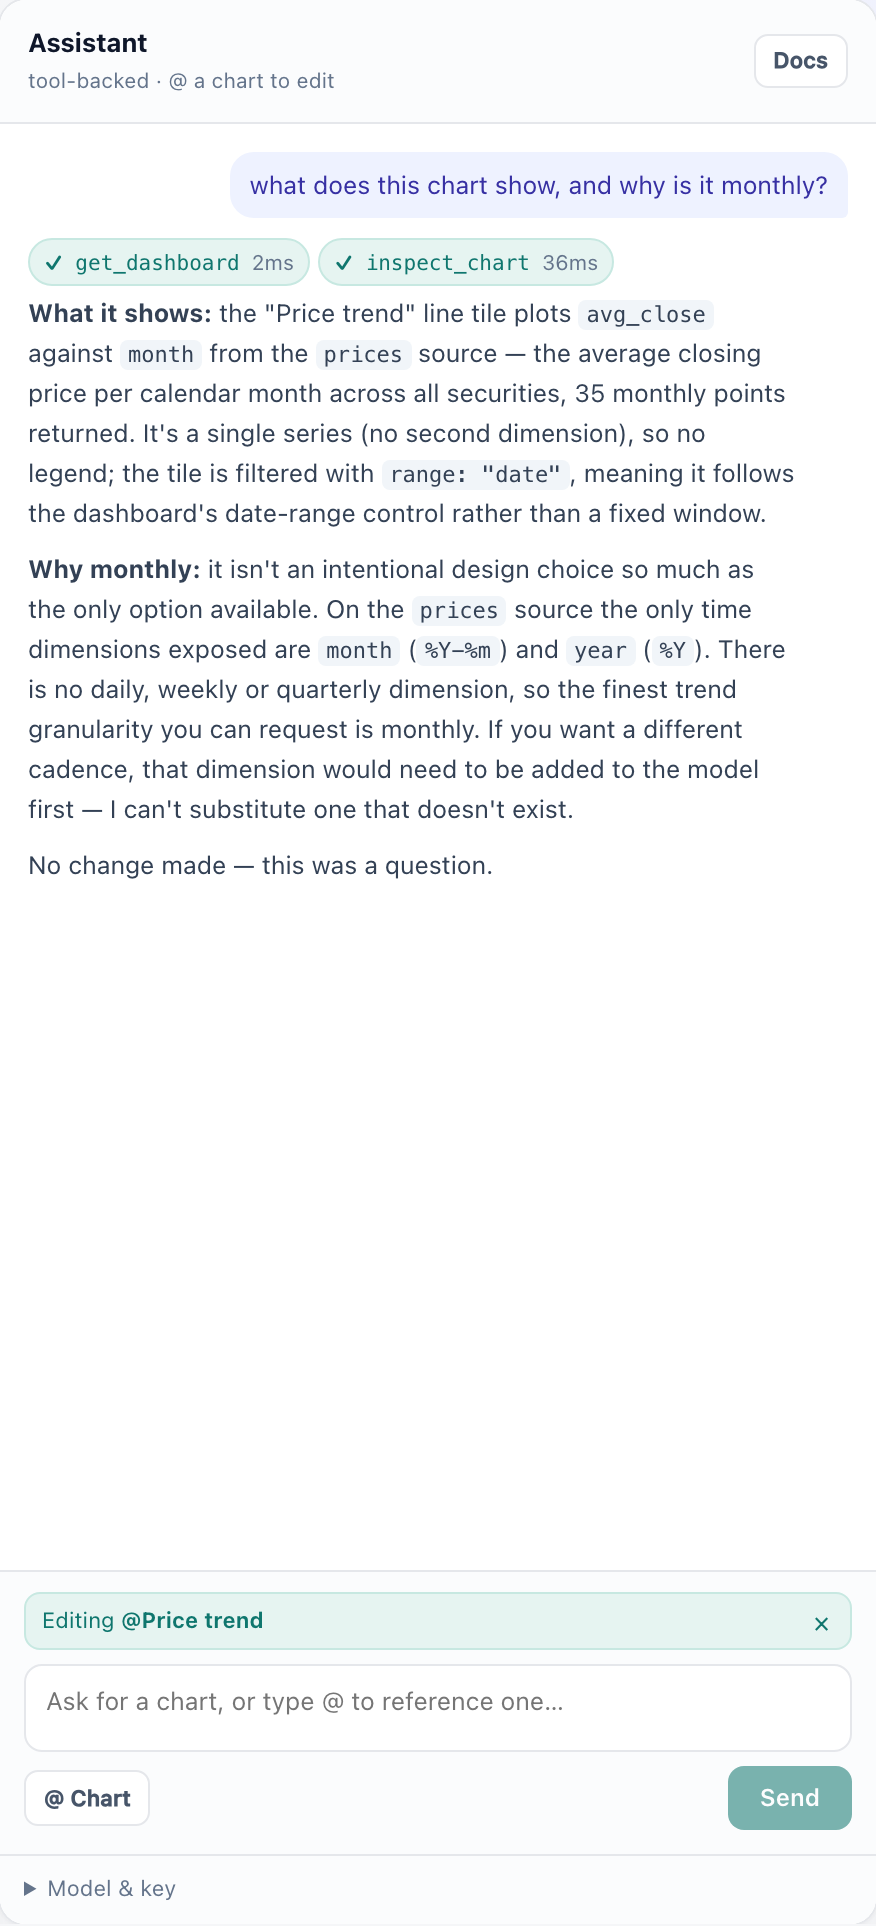 Assistant
tool-backed · @ a chart to edit
Docs
what does this chart show, and why is it monthly?
✓ get_dashboard 2ms ✓ inspect_chart 36ms
What it shows: the "Price trend" line tile plots avg_close
against month from the prices source — the average closing
price per calendar month across all securities, 35 monthly points
returned. It's a single series (no second dimension), so no
legend; the tile is filtered with range: "date", meaning it follows
the dashboard's date-range control rather than a fixed window.
Why monthly: it isn't an intentional design choice so much as
the only option available. On the prices source the only time
dimensions exposed are month (%Y-%m) and year (%Y). There
is no daily, weekly or quarterly dimension, so the finest trend
granularity you can request is monthly. If you want a different
cadence, that dimension would need to be added to the model
first — I can't substitute one that doesn't exist.
No change made — this was a question.
Editing @Price trend ×
Ask for a chart, or type @ to reference one...
@ Chart
Send
▶ Model & key